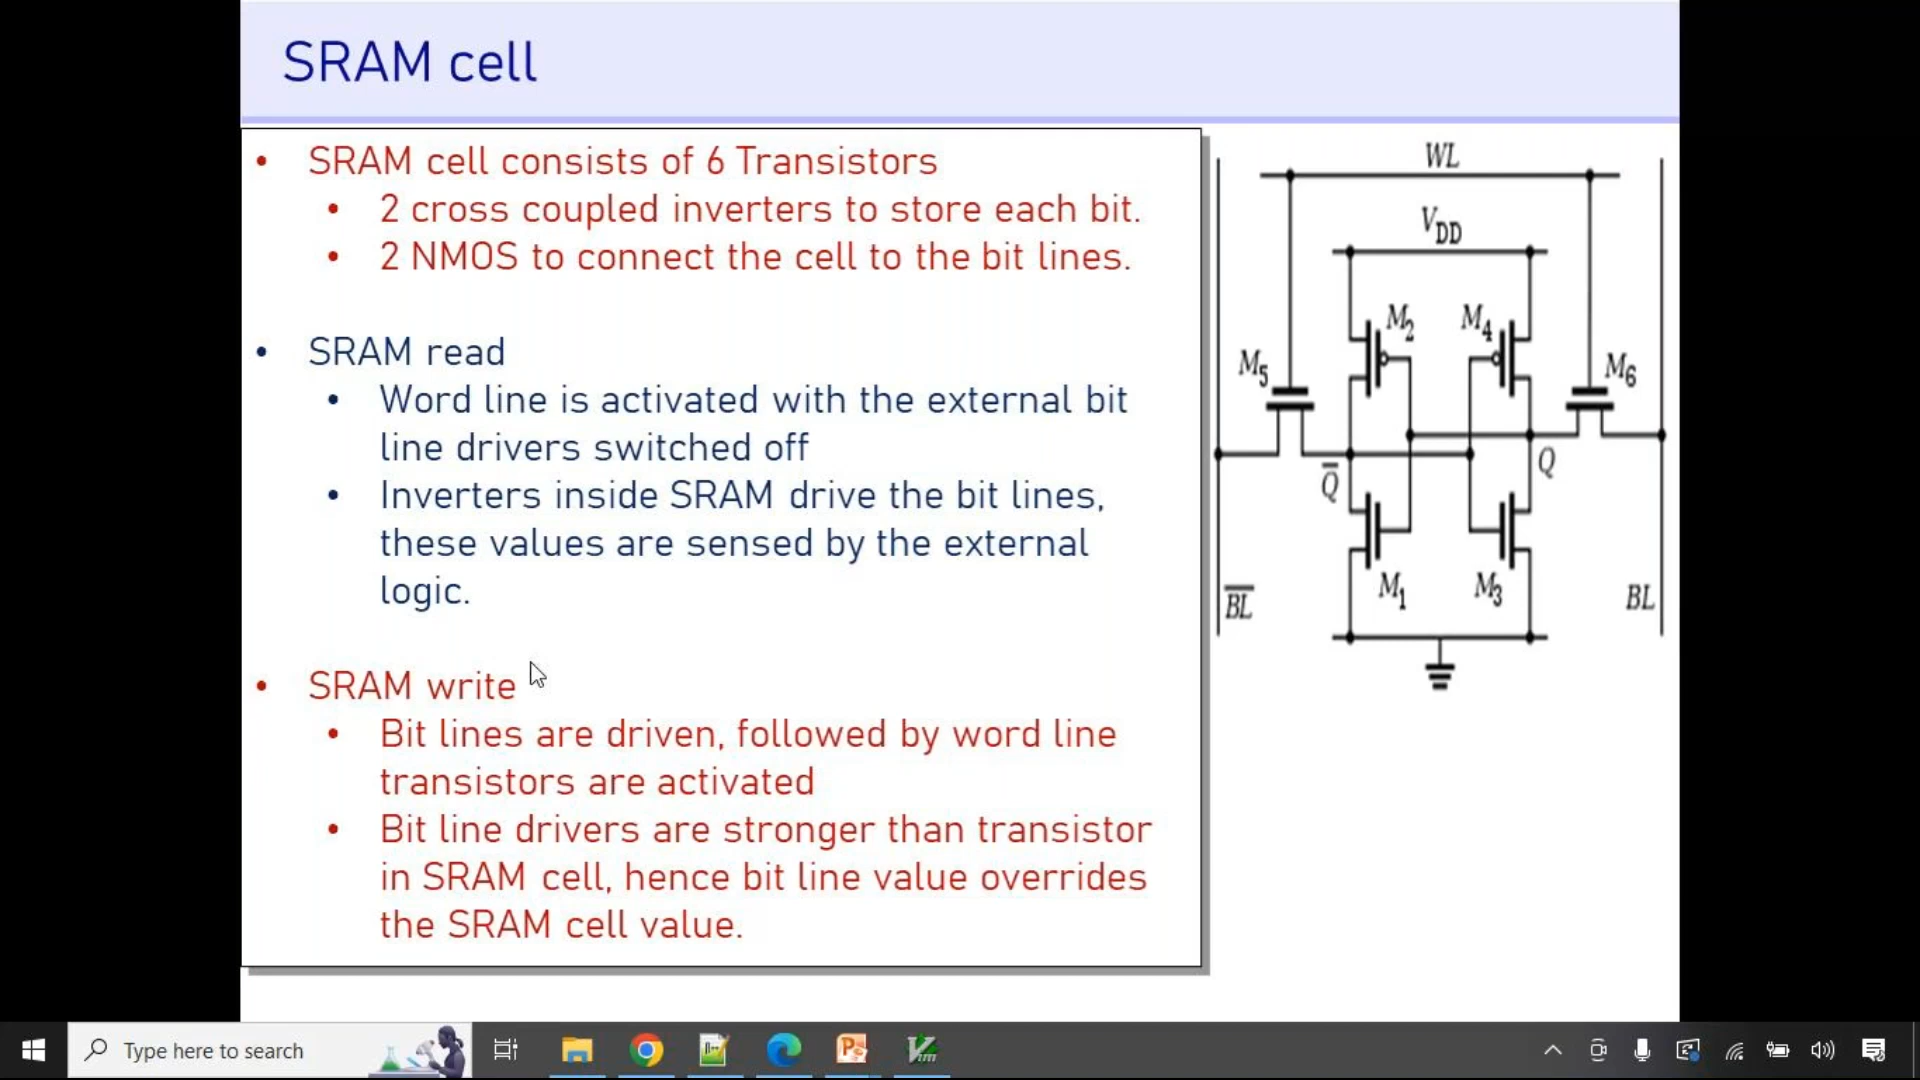 SRAM cell
• SRAM cell consists of 6 Transistors
• 2 cross coupled inverters to store each bit.
• 2 NMOS to connect the cell to the bit lines.
• SRAM read
• Word line is activated with the external bit
line drivers switched off
• Inverters inside SRAM drive the bit lines,
these values are sensed by the external
logic.
• SRAM write
• Bit lines are driven, followed by word line
transistors are activated
• Bit line drivers are stronger than transistor
in SRAM cell, hence bit line value overrides
the SRAM cell value.
WL
V_DD
M₂ M₄
M₅ M₆
Q̅ Q
M₁ M₃
B̅L̅ BL
Type here to search